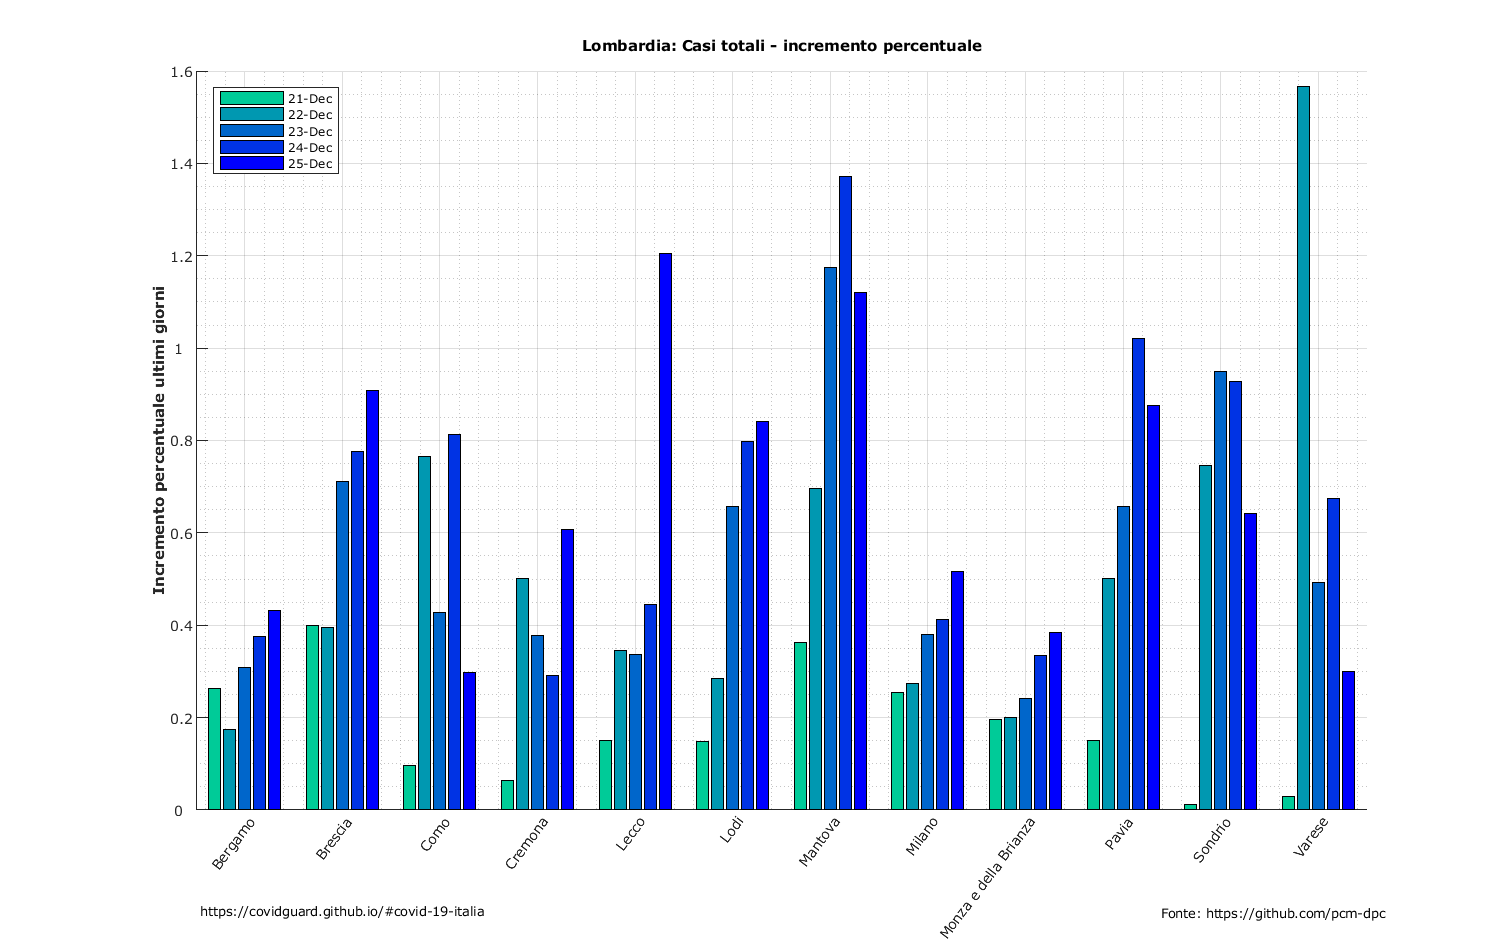 Lombardia: Casi totali - incremento percentuale
1.6
1.4
1.2
1
0.8
0.6
0.4
0.2
0
Incremento percentuale ultimi giorni
21-Dec
22-Dec
23-Dec
24-Dec
25-Dec
Bergamo
Brescia
Como
Cremona
Lecco
Lodi
Mantova
Milano
Monza e della Brianza
Pavia
Sondrio
Varese
https://covidguard.github.io/#covid-19-italia
Fonte: https://github.com/pcm-dpc